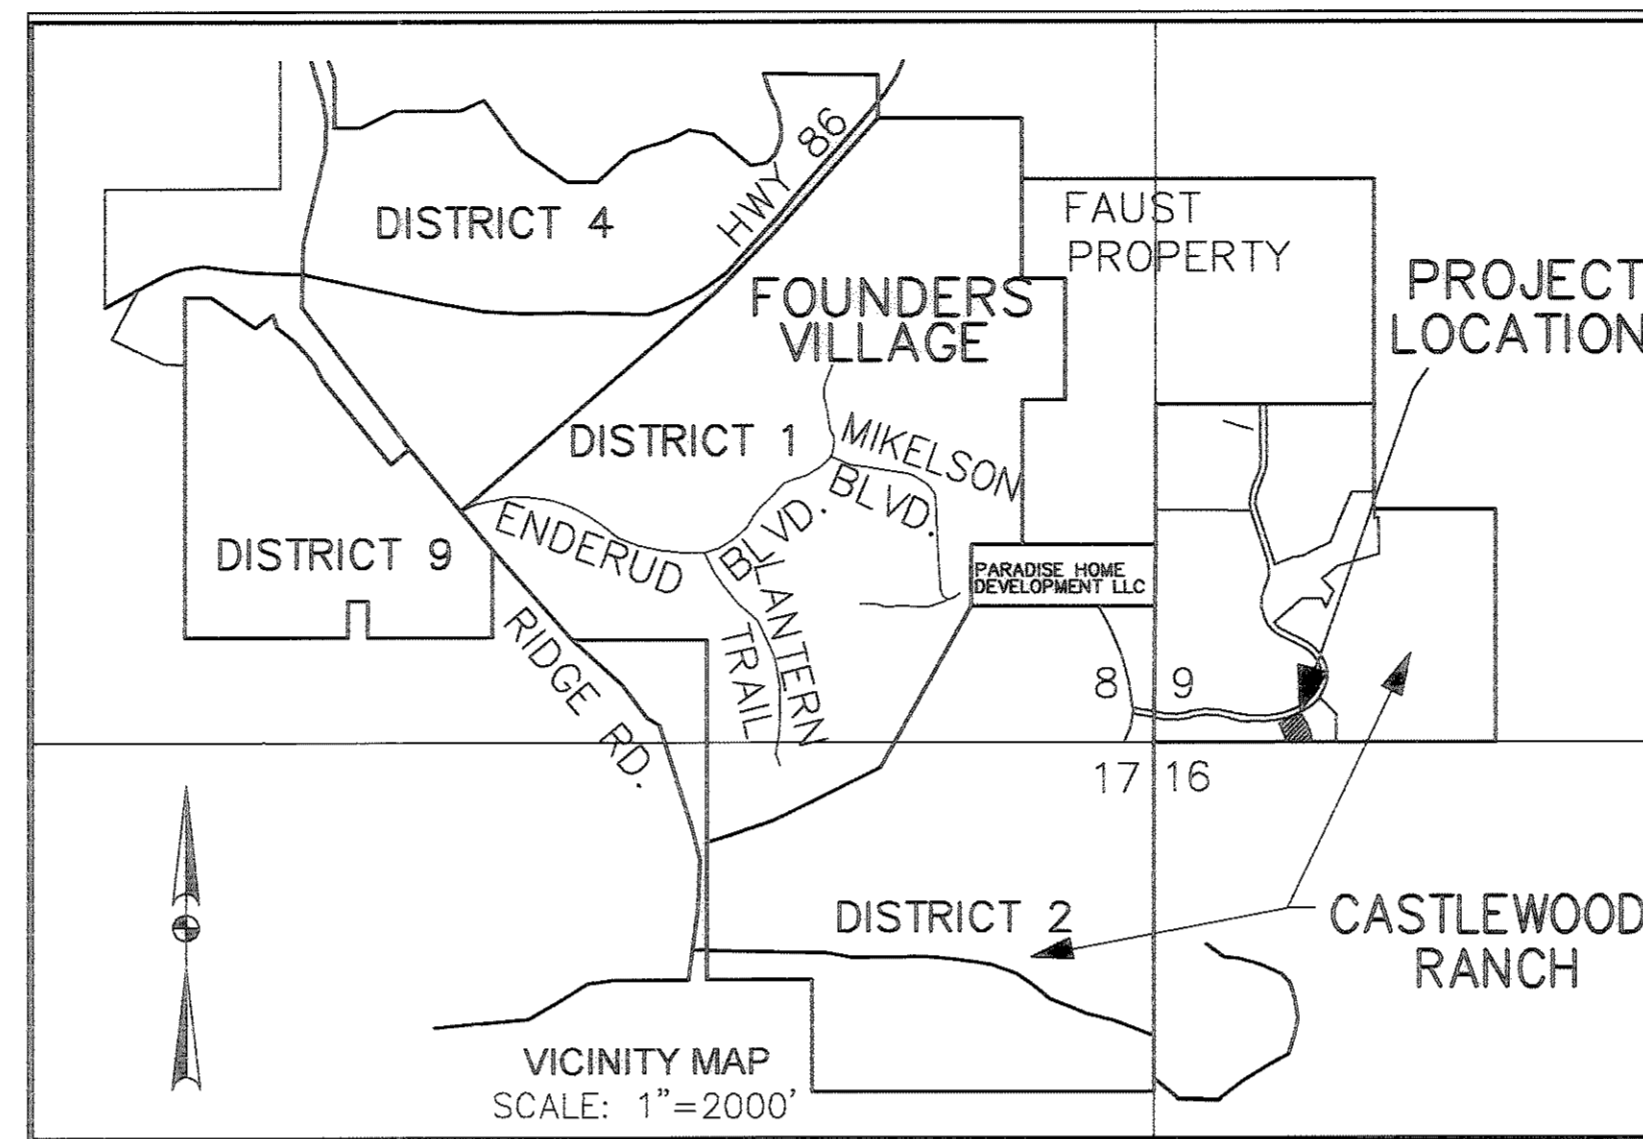 HWY 86
DISTRICT 4
FAUST
PROPERTY
PROJECT
LOCATION
FOUNDERS
VILLAGE
DISTRICT 1
MIKELSON
BLVD.
ENDERUD
BLVD.
DISTRICT 9
LANTERN
TRAIL
PARADISE HOME
DEVELOPMENT LLC
RIDGE RD.
8 9
17 16
DISTRICT 2
CASTLEWOOD
RANCH
VICINITY MAP
SCALE: 1"=2000'